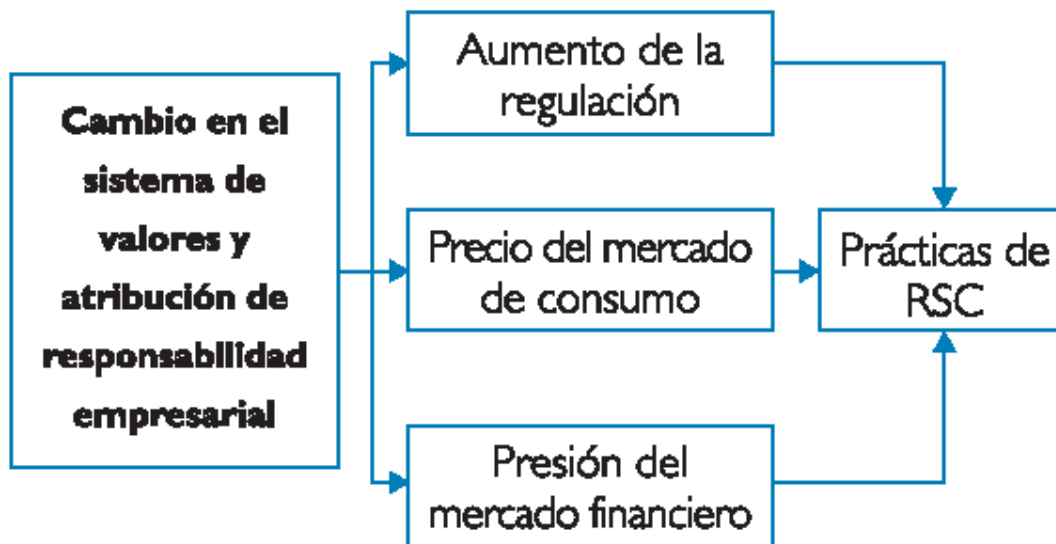 Cambio en el
sistema de
valores y
atribución de
responsabilidad
empresarial
Aumento de la
regulación
Precio del mercado
de consumo
Presión del
mercado financiero
Prácticas de
RSC